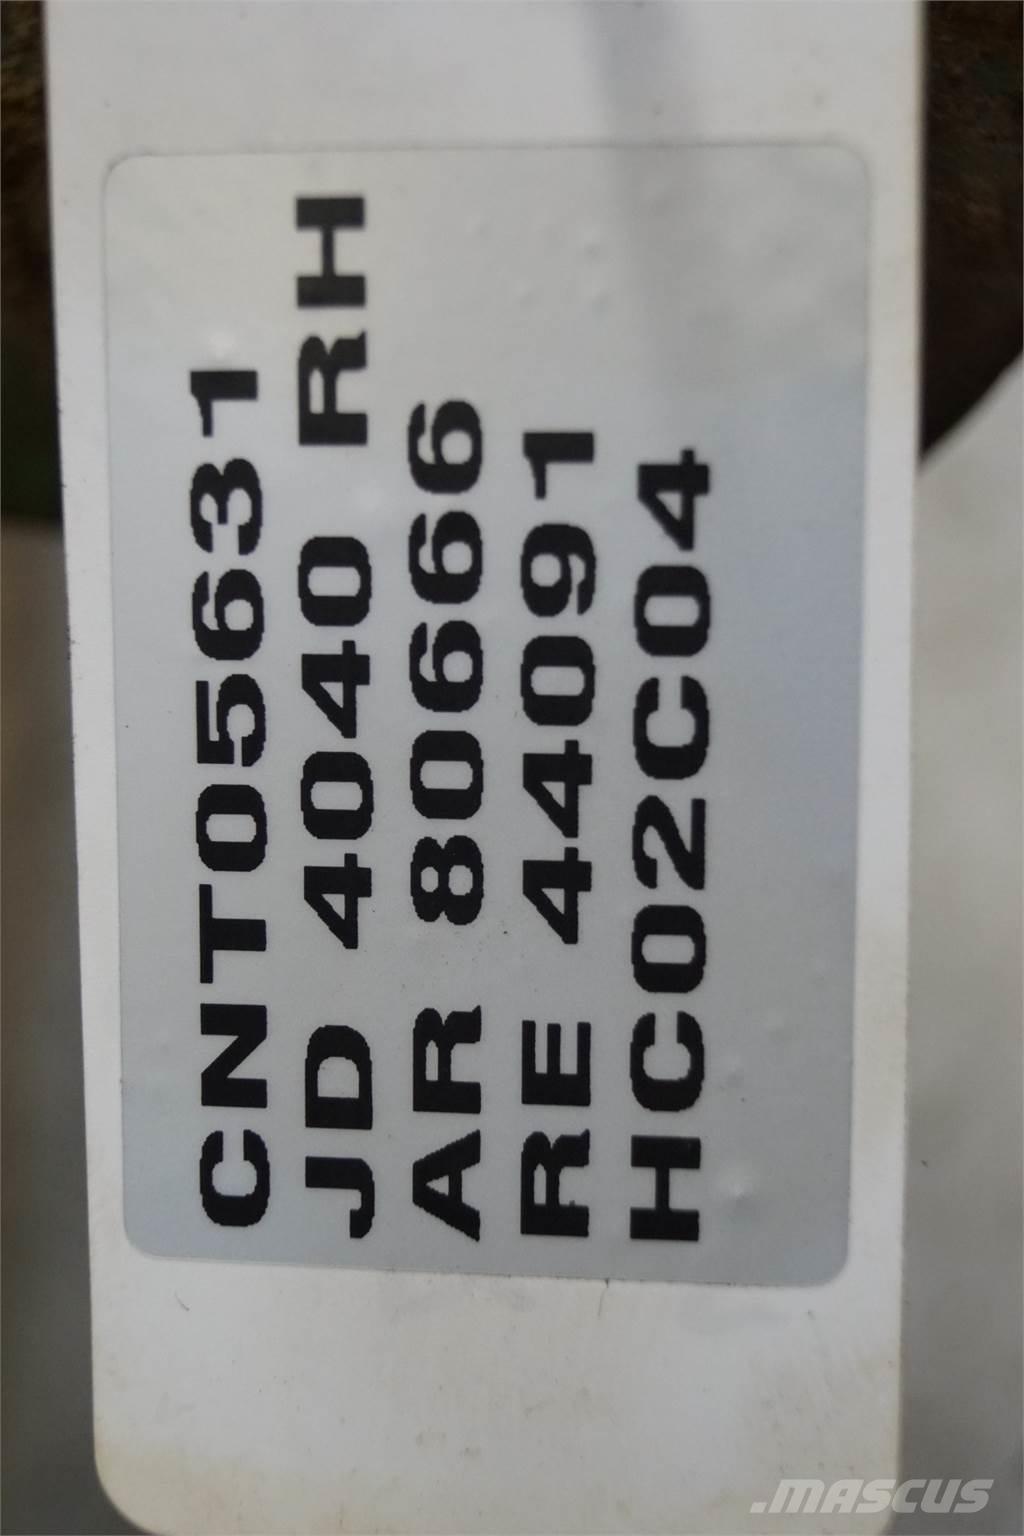 CNT05631
JD 4040 RH
AR 80666
RE 44091
HC02C04
.MASCUS